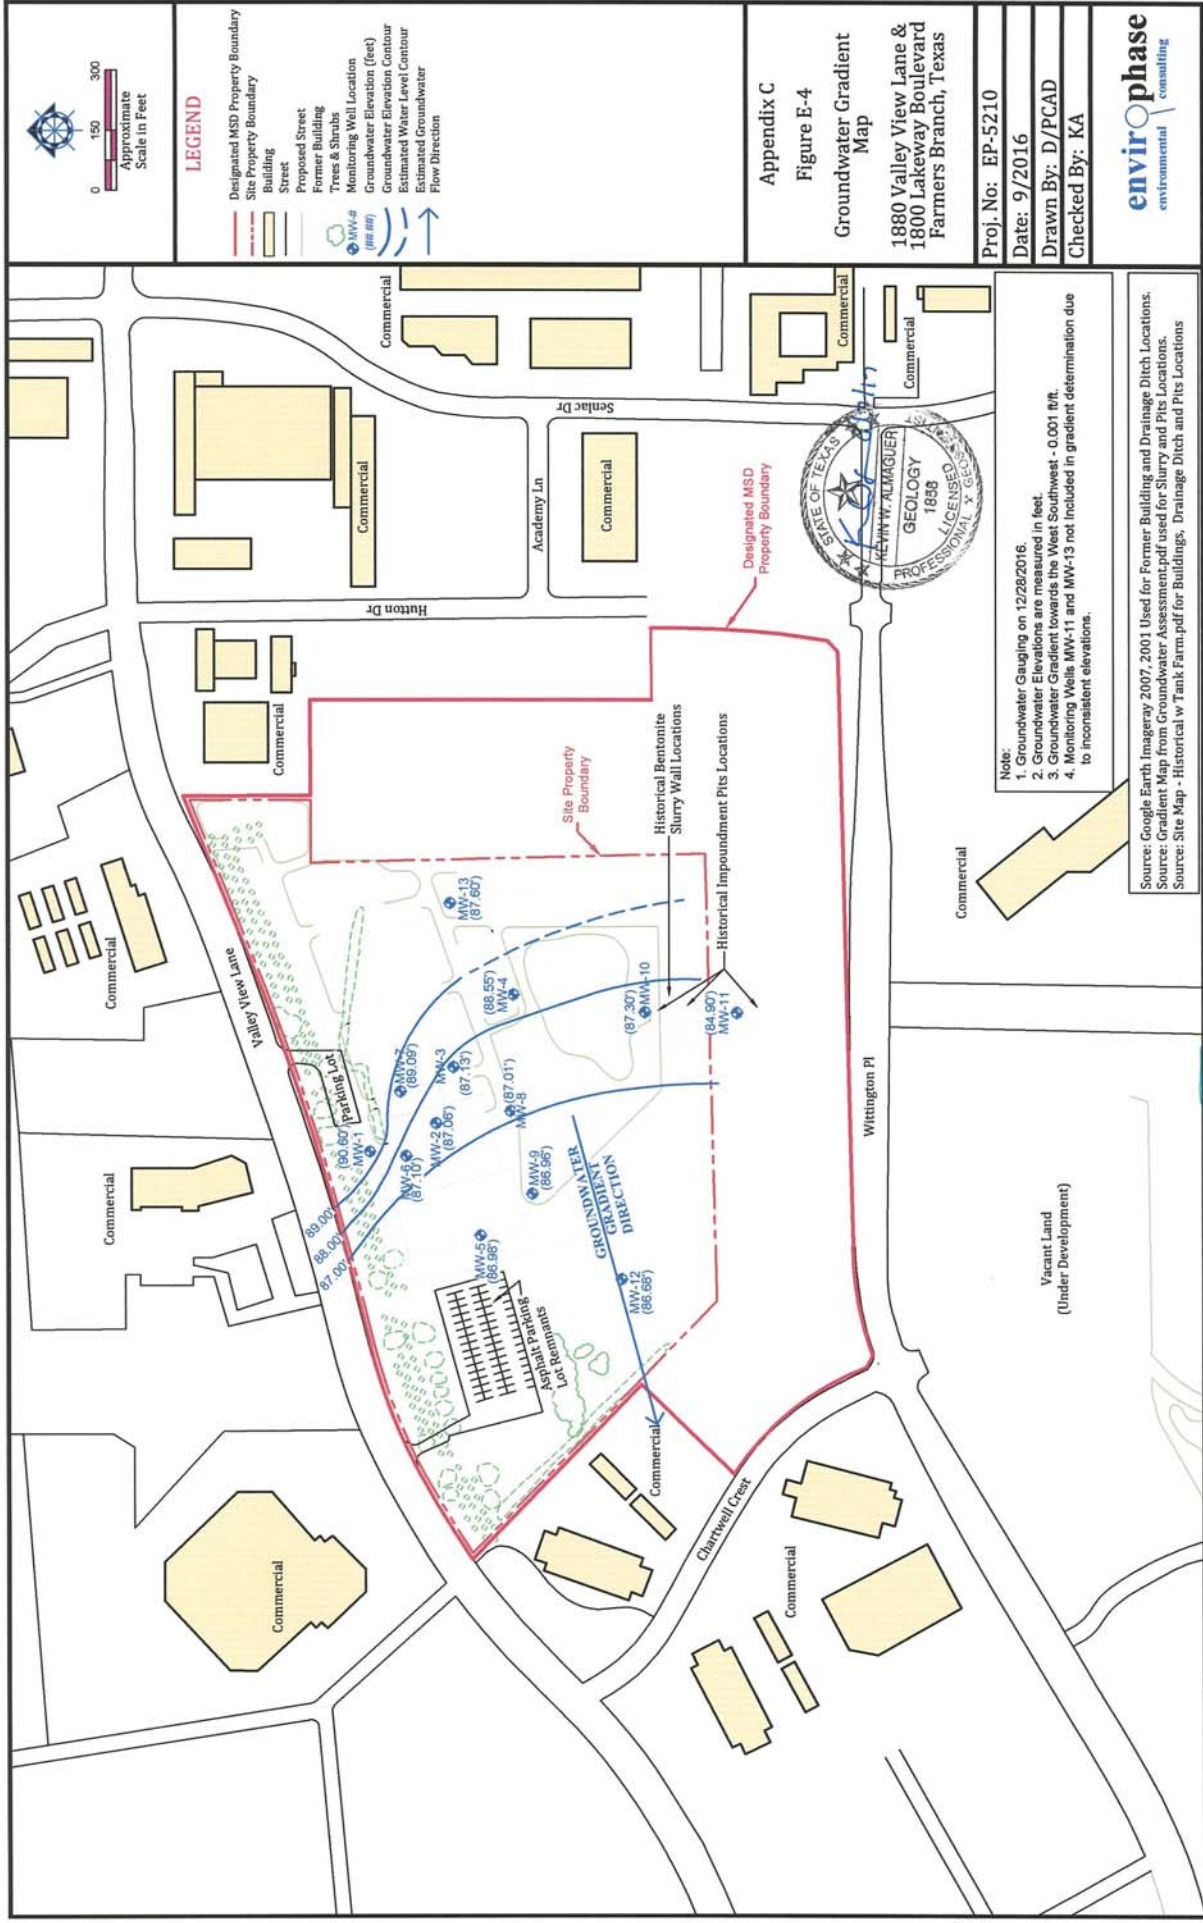 0 150 300
Approximate
Scale in Feet
LEGEND
Designated MSD Property Boundary
Site Property Boundary
Building
Street
Proposed Street
Former Building
Trees & Shrubs
MW-#
Monitoring Well Location
(##.##)
Groundwater Elevation (feet)
Groundwater Elevation Contour
Estimated Water Level Contour
Estimated Groundwater
Flow Direction
Appendix C
Figure E-4
Groundwater Gradient
Map
1880 Valley View Lane &
1800 Lakeway Boulevard
Farmers Branch, Texas
Proj. No: EP-5210
Date: 9/2016
Drawn By: D/PCAD
Checked By: KA
envirophase
environmental consulting
Commercial
Commercial
Commercial
Commercial
Commercial
Commercial
Commercial
Commercial
Commercial
Commercial
Commercial
Commercial
Commercial
Valley View Lane
Hutton Dr
Academy Ln
Senlac Dr
Wittington Pl
Chartwell Crest
Parking Lot
Asphalt Parking
Lot Remnants
Vacant Land
(Under Development)
Designated MSD
Property Boundary
Site Property
Boundary
Historical Bentonite
Slurry Wall Locations
Historical Impoundment Pits Locations
89.00'
88.00'
87.00'
(90.60')
MW-1
MW-2
(87.06')
MW-3
(87.13')
(88.55')
MW-4
MW-5
(86.98')
MW-6
(87.10')
MW-7
(89.09')
(87.01')
MW-8
MW-9
(86.96')
(87.30')
MW-10
(84.90')
MW-11
MW-12
(86.68')
MW-13
(87.60')
GROUNDWATER
GRADIENT
DIRECTION
STATE OF TEXAS
KEVIN W. ALMAGUER
GEOLOGY
1858
LICENSED
PROFESSIONAL
Note:
1. Groundwater Gauging on 12/28/2016.
2. Groundwater Elevations are measured in feet.
3. Groundwater Gradient towards the West Southwest - 0.001 ft/ft.
4. Monitoring Wells MW-11 and MW-13 not included in gradient determination due
to inconsistent elevations.
Source: Google Earth Imageray 2007, 2001 Used for Former Building and Drainage Ditch Locations.
Source: Gradient Map from Groundwater Assessment.pdf used for Slurry and Pits Locations.
Source: Site Map - Historical w Tank Farm.pdf for Buildings, Drainage Ditch and Pits Locations